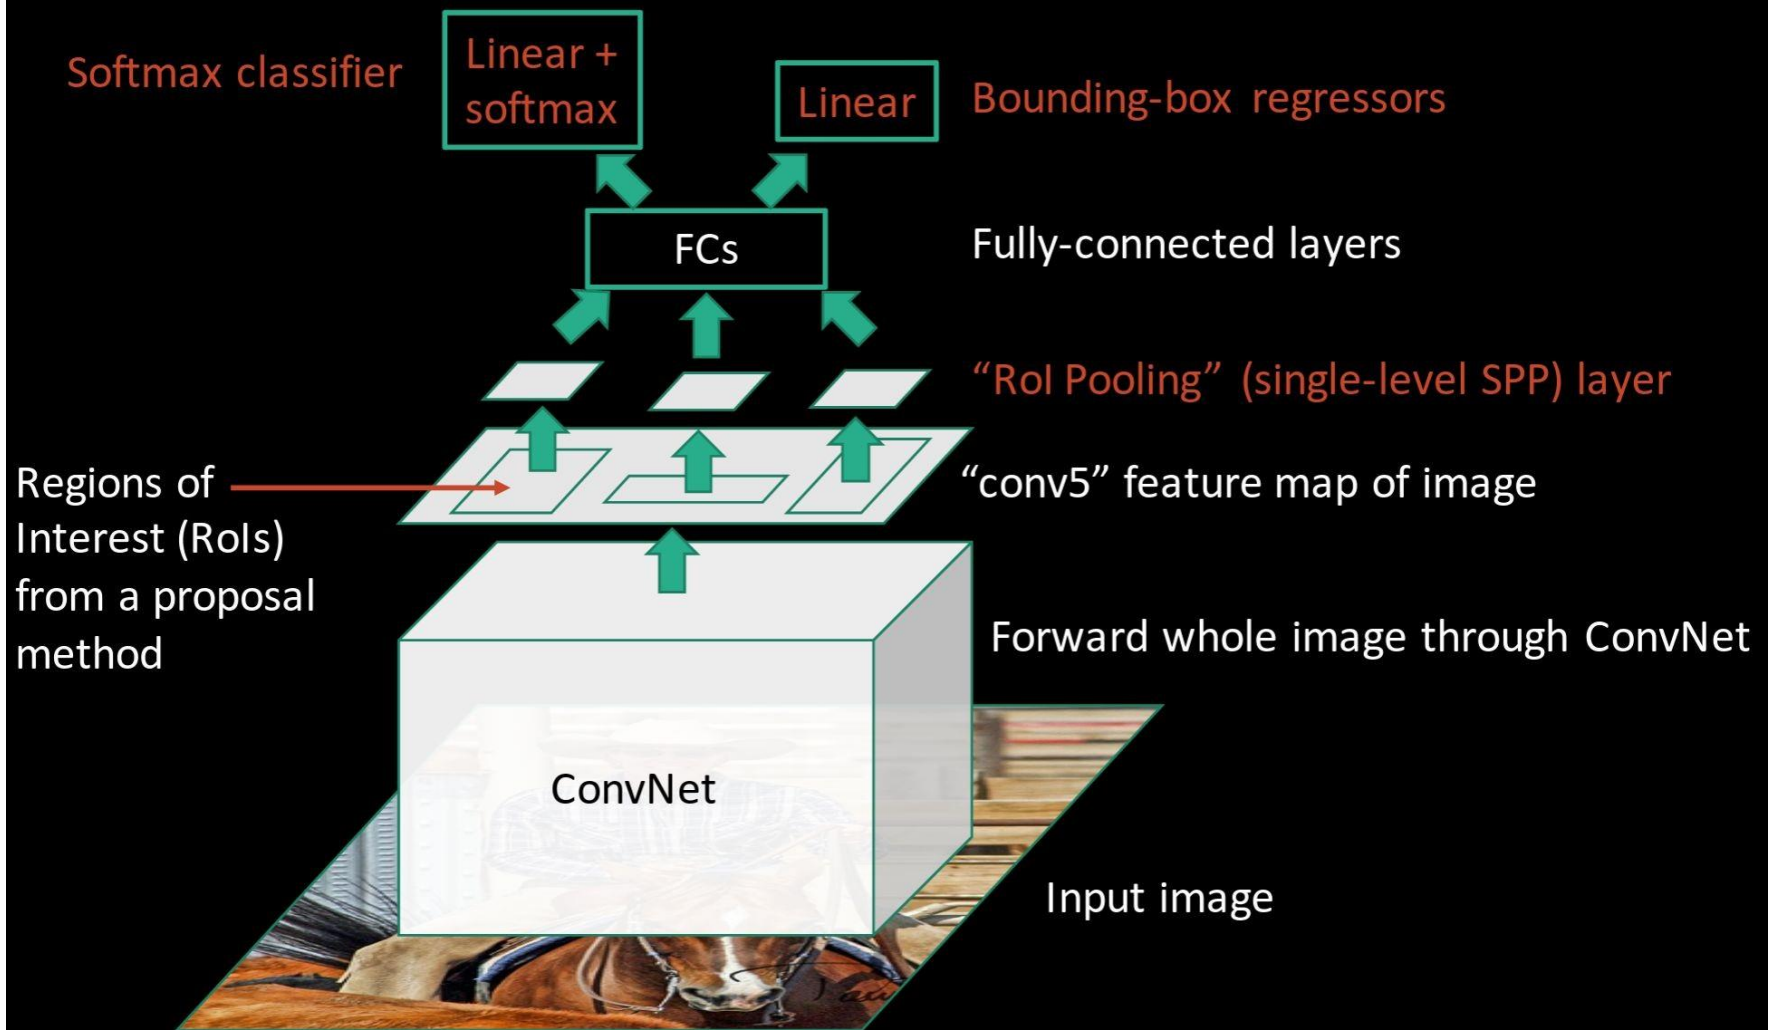 Softmax classifier
Linear +
softmax
Linear
Bounding-box regressors
FCs
Fully-connected layers
“RoI Pooling” (single-level SPP) layer
Regions of
Interest (RoIs)
from a proposal
method
“conv5” feature map of image
Forward whole image through ConvNet
ConvNet
Input image